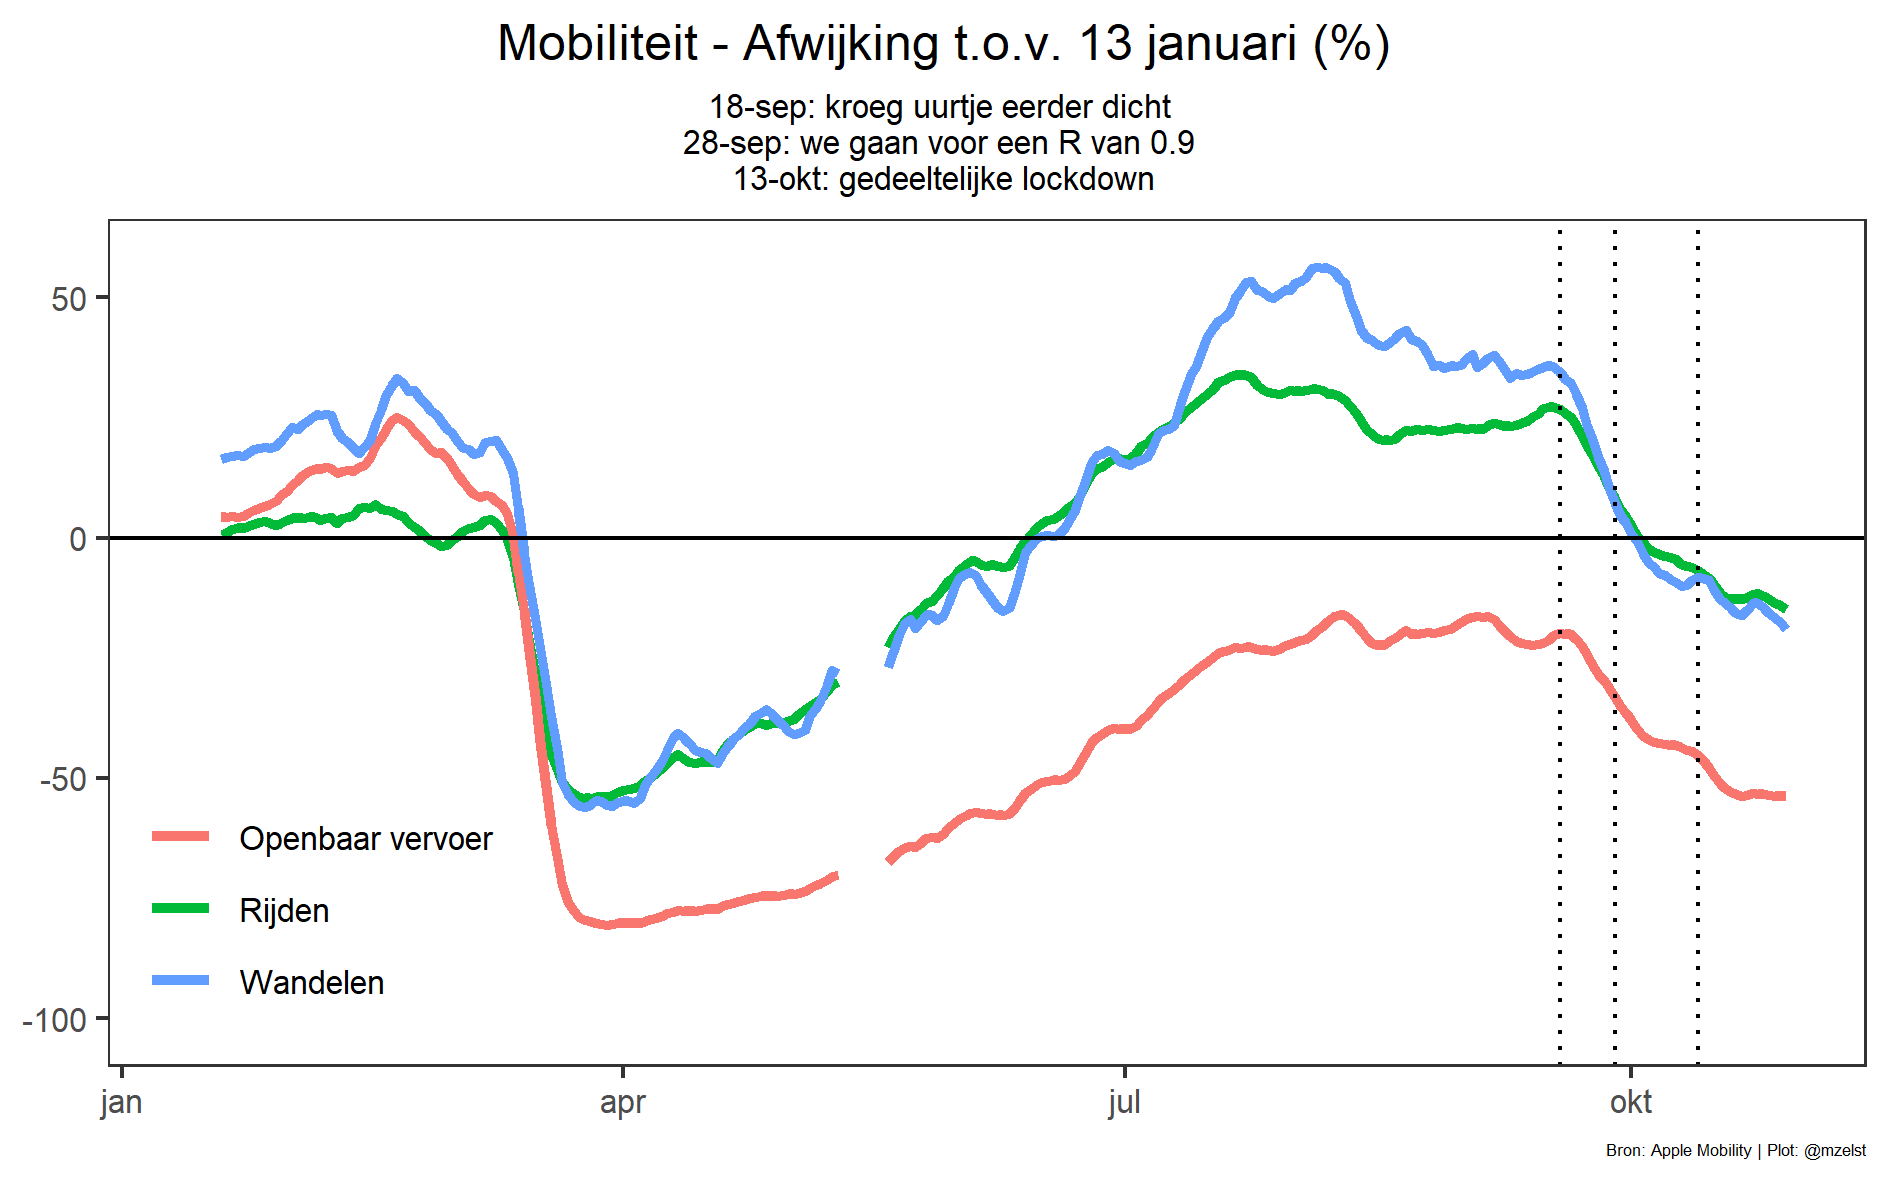 Mobiliteit - Afwijking t.o.v. 13 januari (%)
18-sep: kroeg uurtje eerder dicht
28-sep: we gaan voor een R van 0.9
13-okt: gedeeltelijke lockdown
50
0
-50
-100
Openbaar vervoer
Rijden
Wandelen
jan apr jul okt
Bron: Apple Mobility | Plot: @mzelst